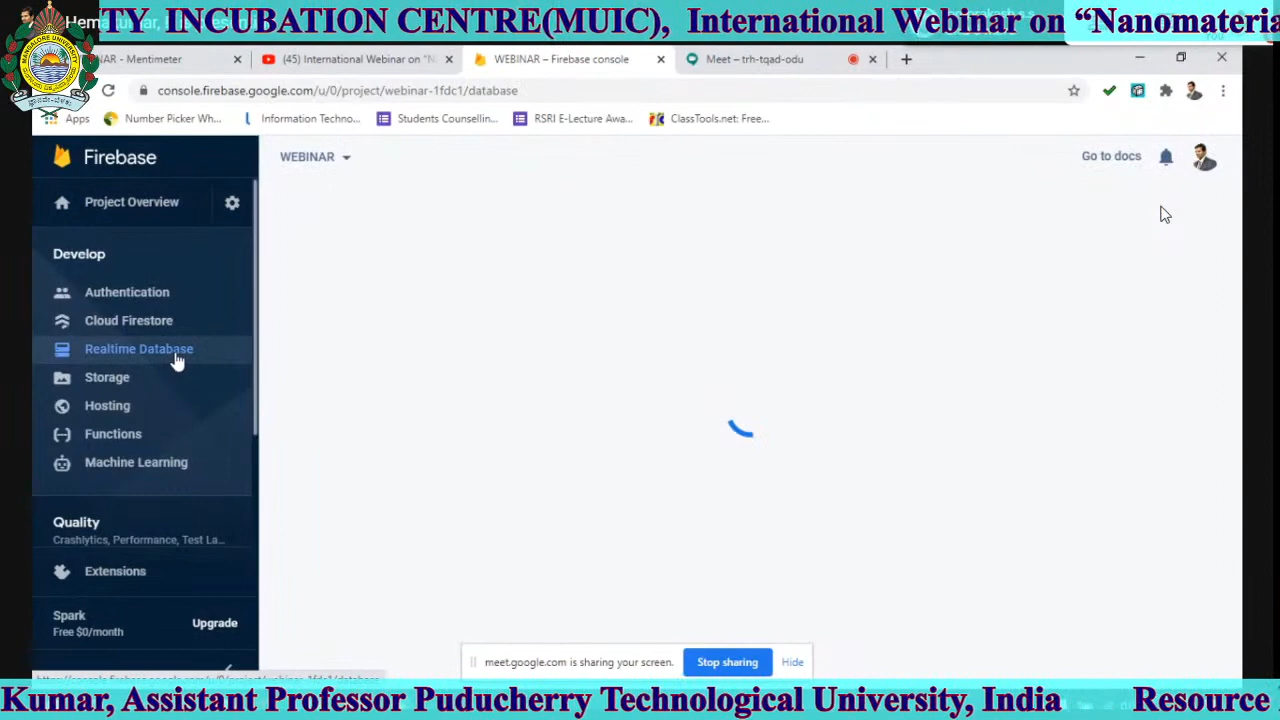 TY INCUBATION CENTRE(MUIC), International Webinar on “Nanomateria
Hem
NAR - Mentimeter
(45) International Webinar on "N
WEBINAR – Firebase console
Meet – trh-tqad-odu
console.firebase.google.com/u/0/project/webinar-1fdc1/database
Apps
Number Picker Wh...
Information Techno...
Students Counsellin...
RSRI E-Lecture Awa...
ClassTools.net: Free...
Firebase
WEBINAR
Go to docs
Project Overview
Develop
Authentication
Cloud Firestore
Realtime Database
Storage
Hosting
Functions
Machine Learning
Quality
Crashlytics, Performance, Test La...
Extensions
Spark
Free $0/month
Upgrade
meet.google.com is sharing your screen.
Stop sharing
Hide
Kumar, Assistant Professor Puducherry Technological University, India Resource